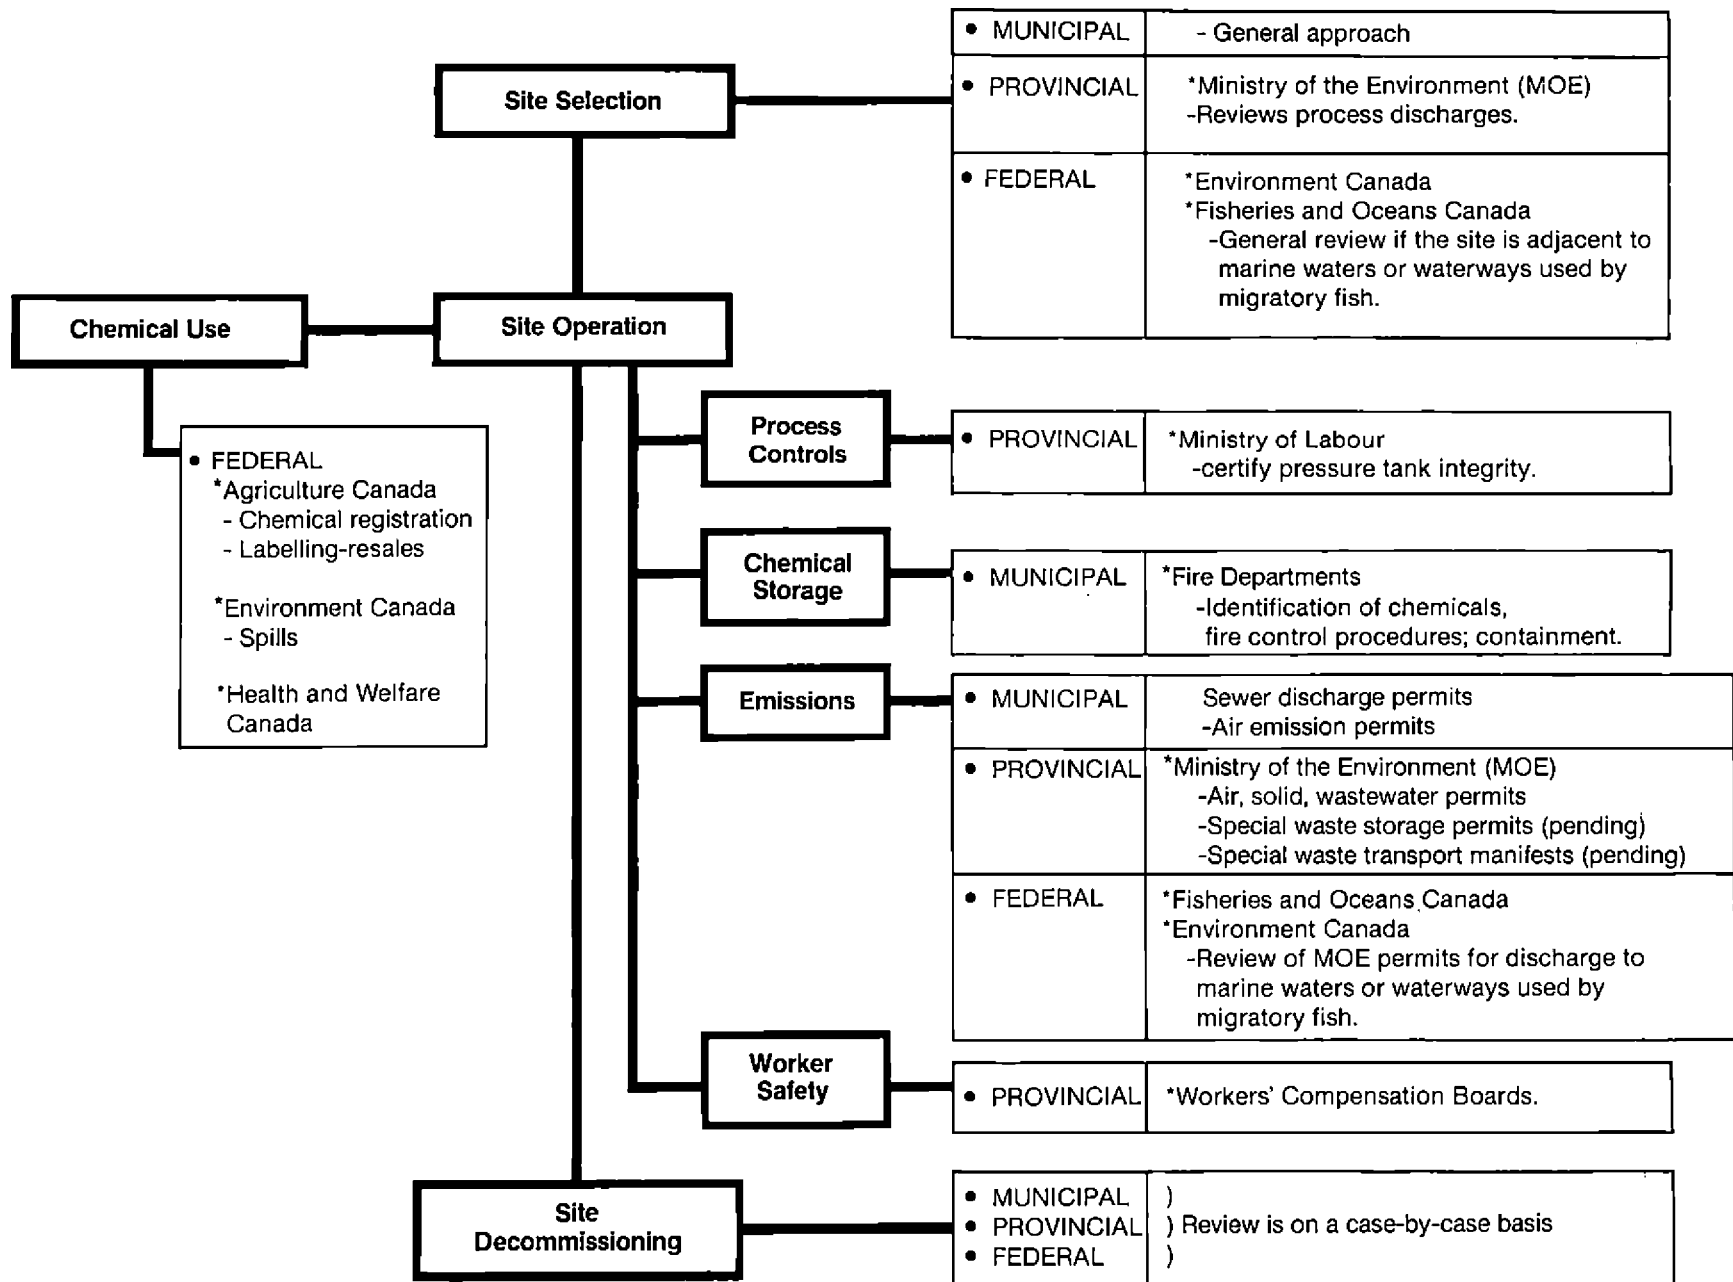 Site Selection
• MUNICIPAL - General approach
• PROVINCIAL *Ministry of the Environment (MOE)
-Reviews process discharges.
• FEDERAL *Environment Canada
*Fisheries and Oceans Canada
-General review if the site is adjacent to
marine waters or waterways used by
migratory fish.
Chemical Use
Site Operation
• FEDERAL
*Agriculture Canada
- Chemical registration
- Labelling-resales
*Environment Canada
- Spills
*Health and Welfare
Canada
Process
Controls
• PROVINCIAL *Ministry of Labour
-certify pressure tank integrity.
Chemical
Storage
• MUNICIPAL *Fire Departments
-Identification of chemicals,
fire control procedures; containment.
Emissions
• MUNICIPAL Sewer discharge permits
-Air emission permits
• PROVINCIAL *Ministry of the Environment (MOE)
-Air, solid, wastewater permits
-Special waste storage permits (pending)
-Special waste transport manifests (pending)
• FEDERAL *Fisheries and Oceans Canada
*Environment Canada
-Review of MOE permits for discharge to
marine waters or waterways used by
migratory fish.
Worker
Safety
• PROVINCIAL *Workers' Compensation Boards.
Site
Decommissioning
• MUNICIPAL )
• PROVINCIAL ) Review is on a case-by-case basis
• FEDERAL )